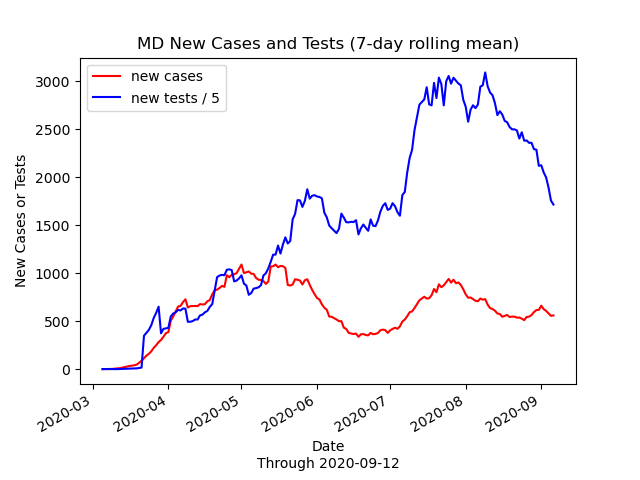 MD New Cases and Tests (7-day rolling mean)
new cases
new tests / 5
3000
2500
2000
1500
1000
500
0
New Cases or Tests
2020-03
2020-04
2020-05
2020-06
2020-07
2020-08
2020-09
Date
Through 2020-09-12